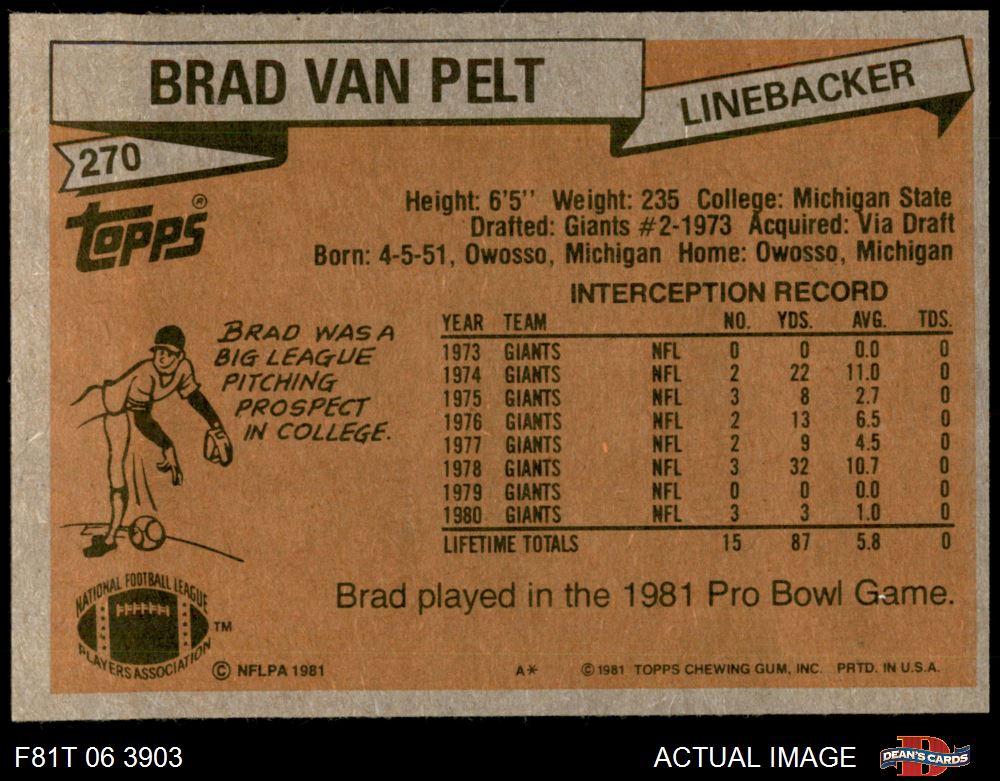 BRAD VAN PELT
LINEBACKER
270
TOPPS®
Height: 6'5'' Weight: 235 College: Michigan State
Drafted: Giants #2-1973 Acquired: Via Draft
Born: 4-5-51, Owosso, Michigan Home: Owosso, Michigan
INTERCEPTION RECORD
YEAR TEAM NO. YDS. AVG. TDS.
1973 GIANTS NFL 0 0 0.0 0
1974 GIANTS NFL 2 22 11.0 0
1975 GIANTS NFL 3 8 2.7 0
1976 GIANTS NFL 2 13 6.5 0
1977 GIANTS NFL 2 9 4.5 0
1978 GIANTS NFL 3 32 10.7 0
1979 GIANTS NFL 0 0 0.0 0
1980 GIANTS NFL 3 3 1.0 0
LIFETIME TOTALS 15 87 5.8 0
BRAD WAS A
BIG LEAGUE
PITCHING
PROSPECT
IN COLLEGE.
Brad played in the 1981 Pro Bowl Game.
NATIONAL FOOTBALL LEAGUE
PLAYERS ASSOCIATION
TM
© NFLPA 1981
A*
© 1981 TOPPS CHEWING GUM, INC. PRTD. IN U.S.A.
F81T 06 3903
ACTUAL IMAGE
D
DEAN'S CARDS